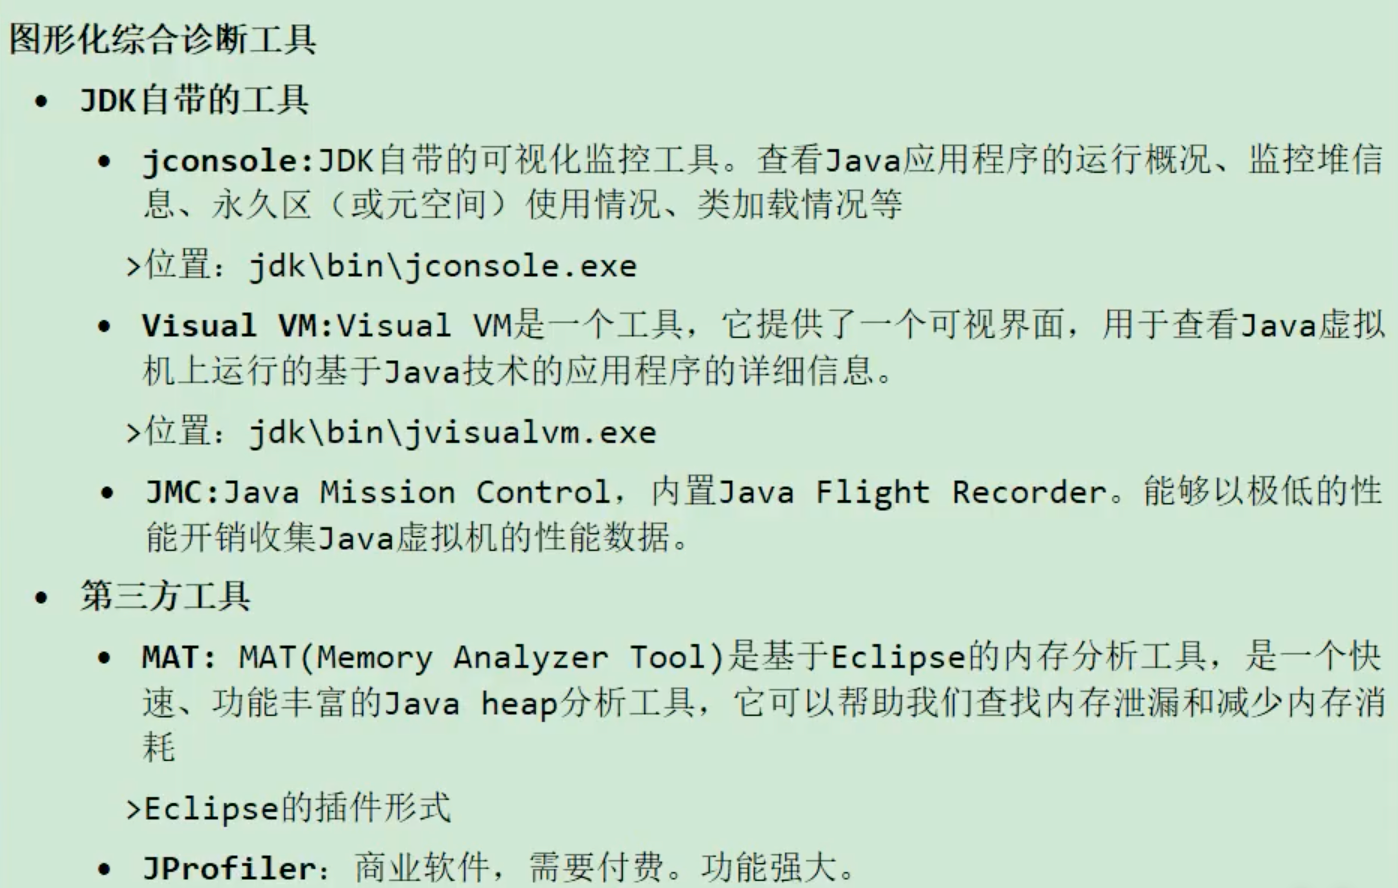 图形化综合诊断工具
• JDK自带的工具
• jconsole:JDK自带的可视化监控工具。查看Java应用程序的运行概况、监控堆信
息、永久区（或元空间）使用情况、类加载情况等
>位置：jdk\bin\jconsole.exe
• Visual VM:Visual VM是一个工具，它提供了一个可视界面，用于查看Java虚拟
机上运行的基于Java技术的应用程序的详细信息。
>位置：jdk\bin\jvisualvm.exe
• JMC:Java Mission Control，内置Java Flight Recorder。能够以极低的性
能开销收集Java虚拟机的性能数据。
• 第三方工具
• MAT: MAT(Memory Analyzer Tool)是基于Eclipse的内存分析工具，是一个快
速、功能丰富的Java heap分析工具，它可以帮助我们查找内存泄漏和减少内存消
耗
>Eclipse的插件形式
• JProfiler：商业软件，需要付费。功能强大。